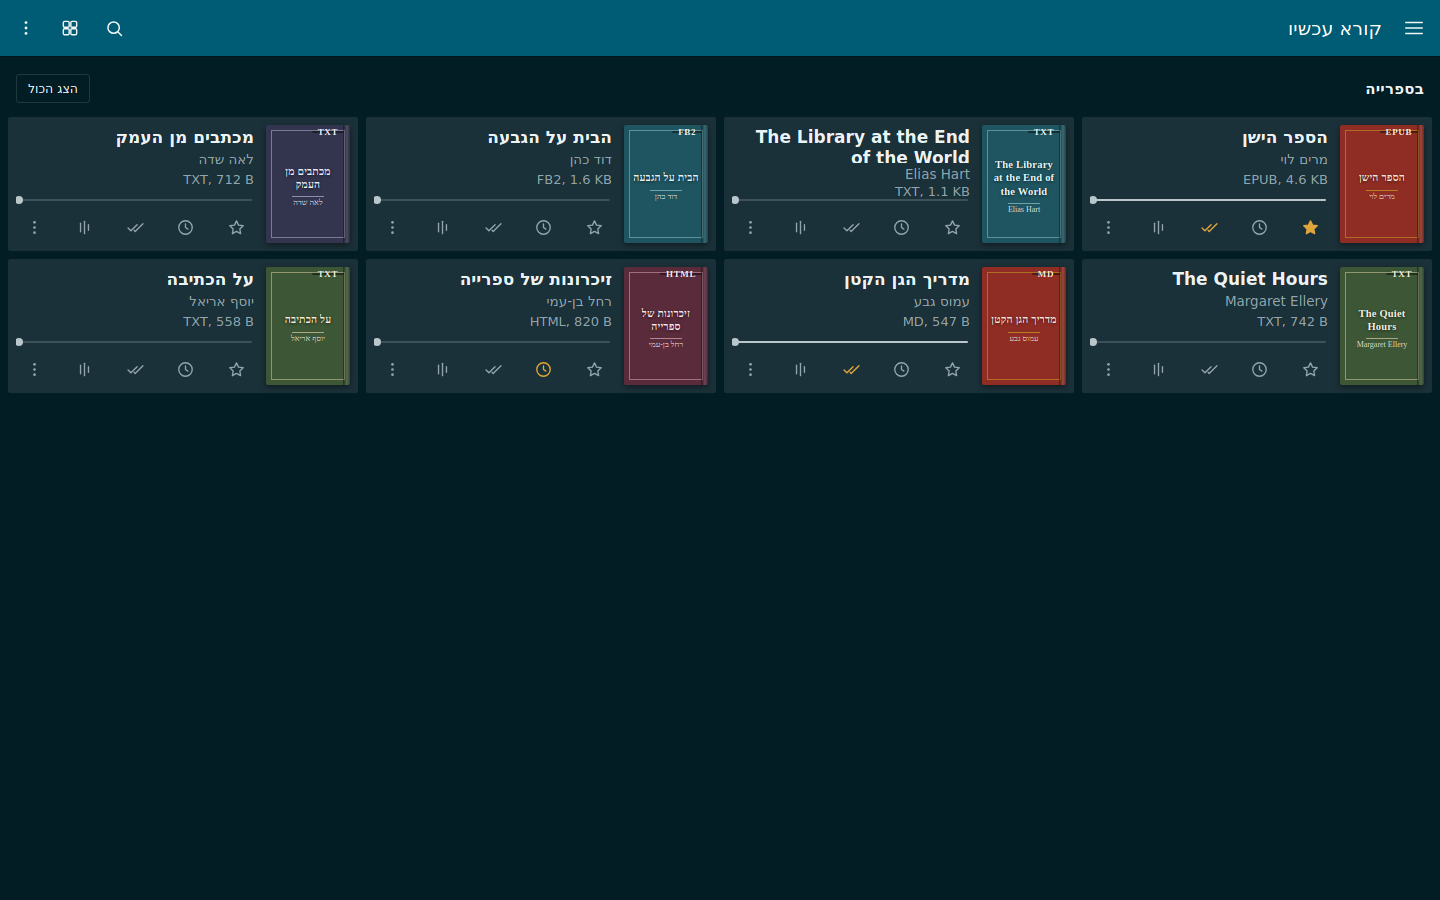 קורא עכשיו
בספרייה
הצג הכול
EPUB
הספר הישן
מרים לוי
הספר הישן
מרים לוי
EPUB, 4.6 KB
TXT
The Library
at the End of
the World
Elias Hart
The Library at the End
of the World
Elias Hart
TXT, 1.1 KB
FB2
הבית על הגבעה
דוד כהן
הבית על הגבעה
דוד כהן
FB2, 1.6 KB
TXT
מכתבים מן
העמק
לאה שדה
מכתבים מן העמק
לאה שדה
TXT, 712 B
TXT
The Quiet
Hours
Margaret Ellery
The Quiet Hours
Margaret Ellery
TXT, 742 B
MD
מדריך הגן הקטן
עמוס גבע
מדריך הגן הקטן
עמוס גבע
MD, 547 B
HTML
זיכרונות של
ספרייה
רחל בן-עמי
זיכרונות של ספרייה
רחל בן-עמי
HTML, 820 B
TXT
על הכתיבה
יוסף אריאל
על הכתיבה
יוסף אריאל
TXT, 558 B